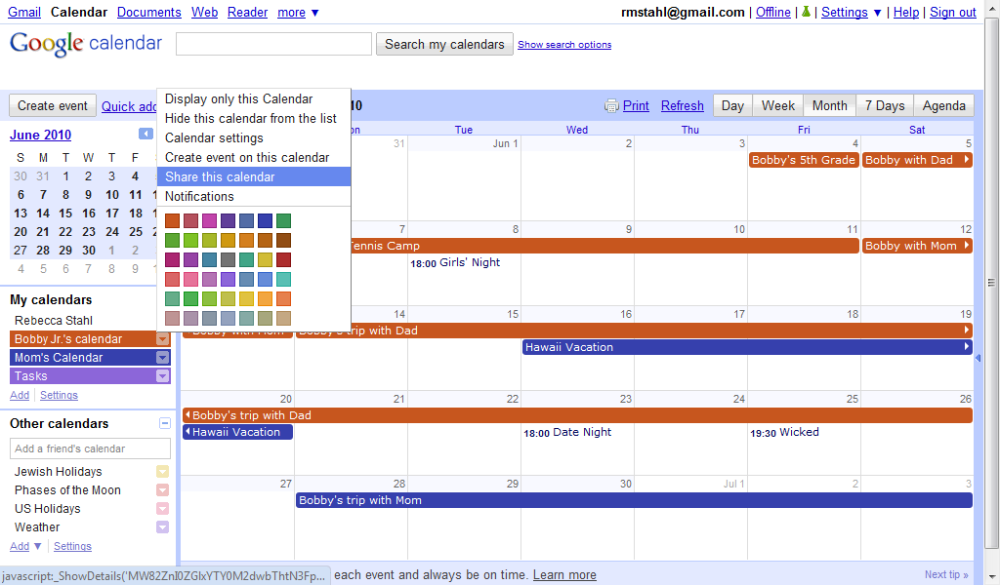 Gmail Calendar Documents Web Reader more ▼
rmstahl@gmail.com | Offline | Settings ▼ | Help | Sign out
Google calendar
Search my calendars
Show search options
Create event
Quick add
Display only this Calendar
Hide this calendar from the list
Calendar settings
Create event on this calendar
Share this calendar
Notifications
Print Refresh Day Week Month 7 Days Agenda
June 2010
S M T W T F
30 31 1 2 3 4
6 7 8 9 10 11
13 14 15 16 17 18
20 21 22 23 24 25
27 28 29 30 1 2
4 5 6 7 8 9
My calendars
Rebecca Stahl
Bobby Jr.'s calendar
Mom's Calendar
Tasks
Add Settings
Other calendars
Add a friend's calendar
Jewish Holidays
Phases of the Moon
US Holidays
Weather
Add ▼ Settings
Tue Wed Thu Fri Sat
31 Jun 1 2 3 4 5
Bobby's 5th Grade Bobby with Dad
7 8 9 10 11 12
Tennis Camp Bobby with Mom
18:00 Girls' Night
14 15 16 17 18 19
Bobby with Mom Bobby's trip with Dad
Hawaii Vacation
20 21 22 23 24 25 26
Bobby's trip with Dad
Hawaii Vacation 18:00 Date Night 19:30 Wicked
27 28 29 30 Jul 1 2 3
Bobby's trip with Mom
each event and always be on time. Learn more
Next tip »